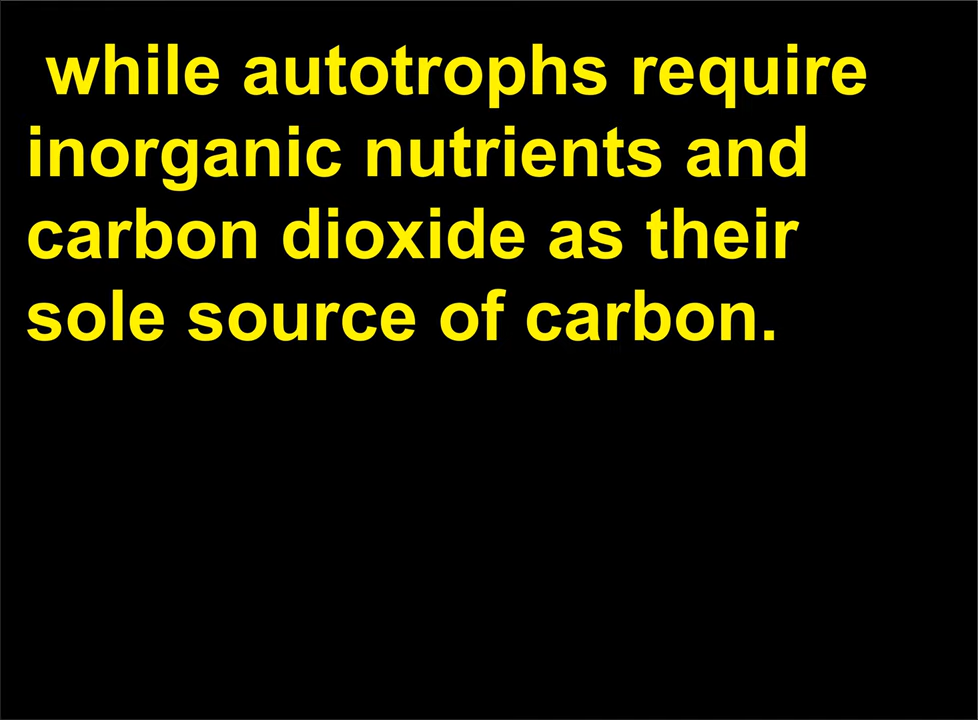 while autotrophs require
inorganic nutrients and
carbon dioxide as their
sole source of carbon.